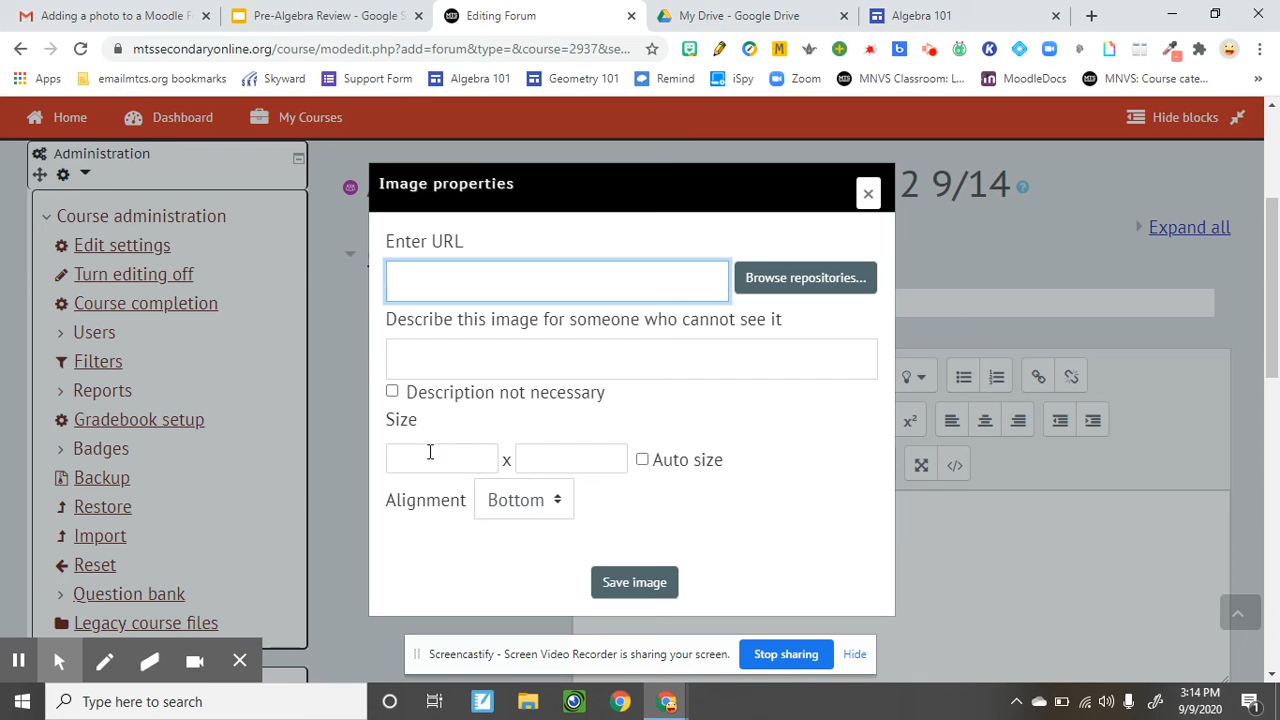 Adding a photo to a Moodle F
Pre-Algebra Review - Google S
Editing Forum
My Drive - Google Drive
Algebra 101
mtssecondaryonline.org/course/modedit.php?add=forum&type=&course=2937&se...
Apps
emailmtcs.org bookmarks
Skyward
Support Form
Algebra 101
Geometry 101
Remind
iSpy
Zoom
MNVS Classroom: L...
MoodleDocs
MNVS: Course cate...
Home
Dashboard
My Courses
Hide blocks
Administration
Course administration
Edit settings
Turn editing off
Course completion
Users
Filters
Reports
Gradebook setup
Badges
Backup
Restore
Import
Reset
Question bank
Legacy course files
2 9/14
Expand all
Image properties
Enter URL
Browse repositories...
Describe this image for someone who cannot see it
Description not necessary
Size
x
Auto size
Alignment
Bottom
Save image
Screencastify - Screen Video Recorder is sharing your screen.
Stop sharing
Hide
Type here to search
3:14 PM
9/9/2020